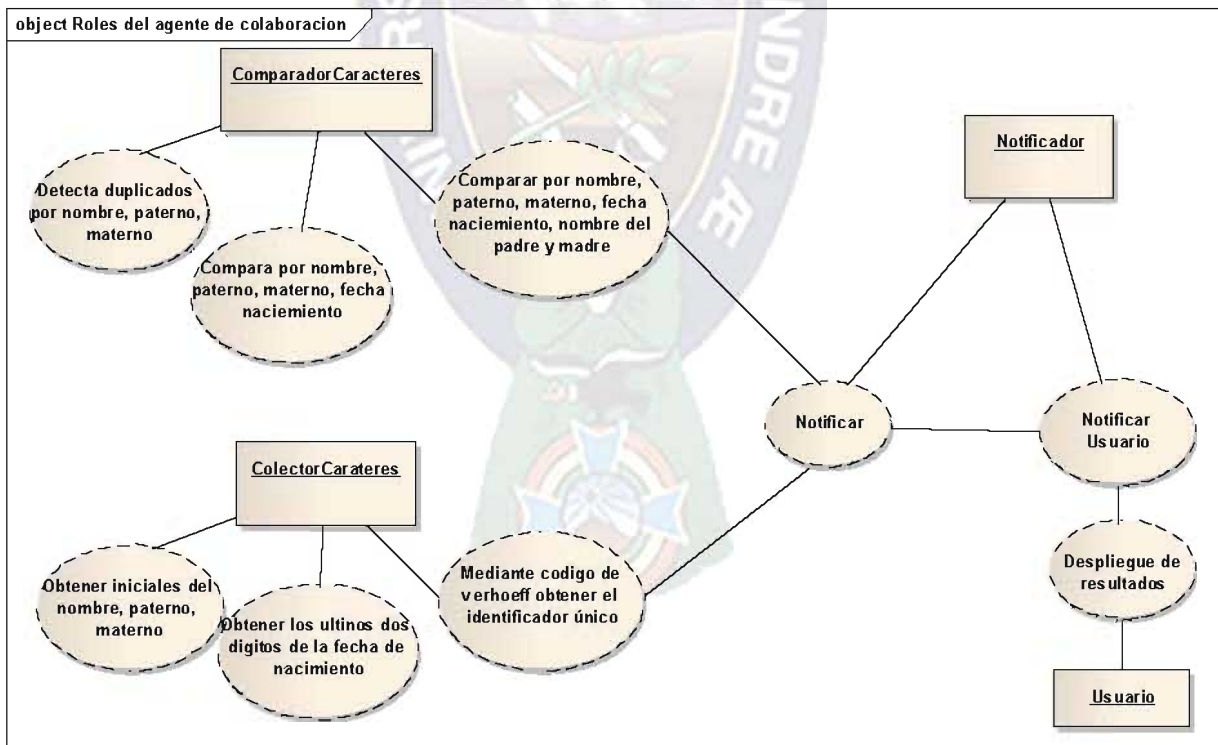 object Roles del agente de colaboracion
ComparadorCaracteres
Detecta duplicados
por nombre, paterno,
materno
Compara por nombre,
paterno, materno, fecha
naciemiento
Comparar por nombre,
paterno, materno, fecha
naciemiento, nombre del
padre y madre
Notificador
Notificar
Notificar
Usuario
ColectorCarateres
Obtener iniciales del
nombre, paterno,
materno
Obtener los ultinos dos
digitos de la fecha de
nacimiento
Mediante codigo de
verhoeff obtener el
identificador único
Despliegue de
resultados
Usuario
NDREÆ